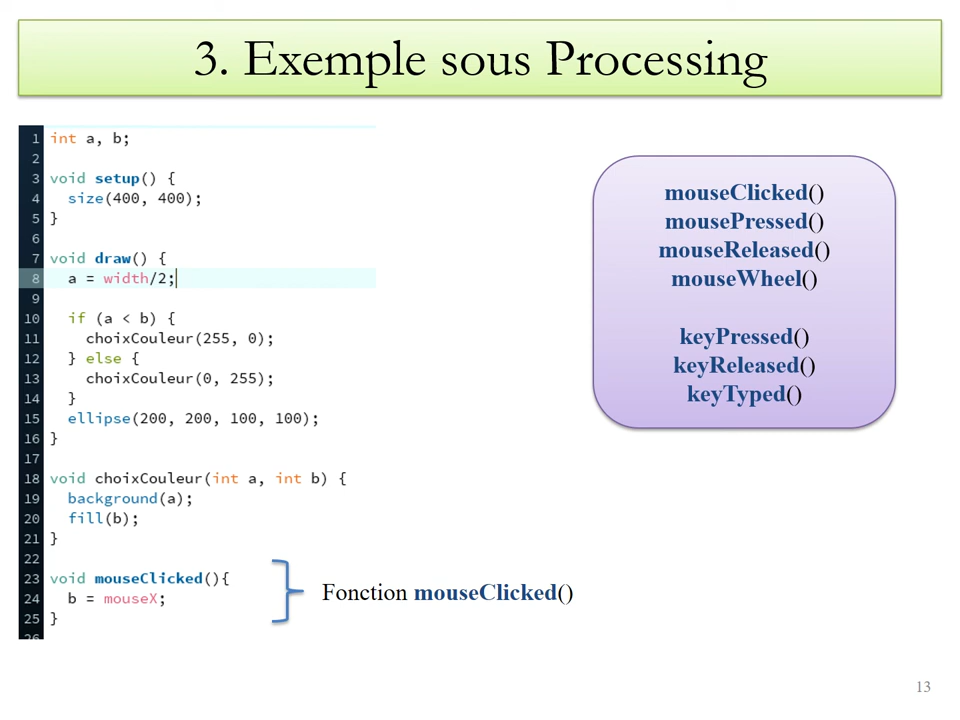 3. Exemple sous Processing
1 int a, b;
2
3 void setup() {
4 size(400, 400);
5 }
6
7 void draw() {
8 a = width/2;
9
10 if (a < b) {
11 choixCouleur(255, 0);
12 } else {
13 choixCouleur(0, 255);
14 }
15 ellipse(200, 200, 100, 100);
16 }
17
18 void choixCouleur(int a, int b) {
19 background(a);
20 fill(b);
21 }
22
23 void mouseClicked(){
24 b = mouseX;
25 }
26
mouseClicked()
mousePressed()
mouseReleased()
mouseWheel()
keyPressed()
keyReleased()
keyTyped()
Fonction mouseClicked()
13